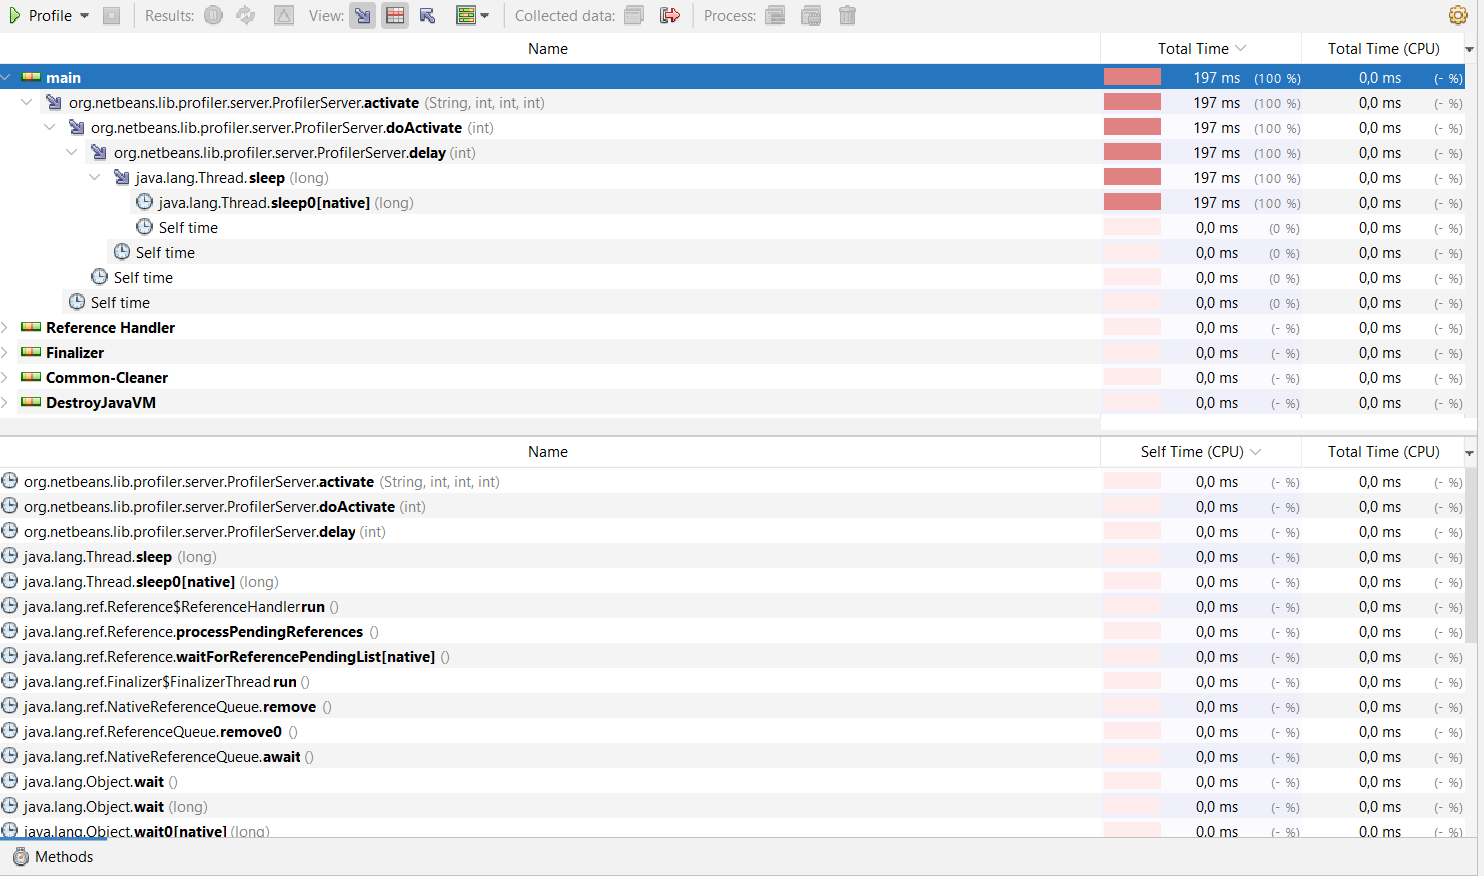 Profile Results: View: Collected data: Process:
Name Total Time Total Time (CPU)
main 197 ms (100 %) 0,0 ms (- %)
org.netbeans.lib.profiler.server.ProfilerServer.activate (String, int, int, int) 197 ms (100 %) 0,0 ms (- %)
org.netbeans.lib.profiler.server.ProfilerServer.doActivate (int) 197 ms (100 %) 0,0 ms (- %)
org.netbeans.lib.profiler.server.ProfilerServer.delay (int) 197 ms (100 %) 0,0 ms (- %)
java.lang.Thread.sleep (long) 197 ms (100 %) 0,0 ms (- %)
java.lang.Thread.sleep0[native] (long) 197 ms (100 %) 0,0 ms (- %)
Self time 0,0 ms (0 %) 0,0 ms (- %)
Self time 0,0 ms (0 %) 0,0 ms (- %)
Self time 0,0 ms (0 %) 0,0 ms (- %)
Self time 0,0 ms (0 %) 0,0 ms (- %)
Reference Handler 0,0 ms (- %) 0,0 ms (- %)
Finalizer 0,0 ms (- %) 0,0 ms (- %)
Common-Cleaner 0,0 ms (- %) 0,0 ms (- %)
DestroyJavaVM 0,0 ms (- %) 0,0 ms (- %)
Name Self Time (CPU) Total Time (CPU)
org.netbeans.lib.profiler.server.ProfilerServer.activate (String, int, int, int) 0,0 ms (- %) 0,0 ms (- %)
org.netbeans.lib.profiler.server.ProfilerServer.doActivate (int) 0,0 ms (- %) 0,0 ms (- %)
org.netbeans.lib.profiler.server.ProfilerServer.delay (int) 0,0 ms (- %) 0,0 ms (- %)
java.lang.Thread.sleep (long) 0,0 ms (- %) 0,0 ms (- %)
java.lang.Thread.sleep0[native] (long) 0,0 ms (- %) 0,0 ms (- %)
java.lang.ref.Reference$ReferenceHandlerrun () 0,0 ms (- %) 0,0 ms (- %)
java.lang.ref.Reference.processPendingReferences () 0,0 ms (- %) 0,0 ms (- %)
java.lang.ref.Reference.waitForReferencePendingList[native] () 0,0 ms (- %) 0,0 ms (- %)
java.lang.ref.Finalizer$FinalizerThread run () 0,0 ms (- %) 0,0 ms (- %)
java.lang.ref.NativeReferenceQueue.remove () 0,0 ms (- %) 0,0 ms (- %)
java.lang.ref.ReferenceQueue.remove0 () 0,0 ms (- %) 0,0 ms (- %)
java.lang.ref.NativeReferenceQueue.await () 0,0 ms (- %) 0,0 ms (- %)
java.lang.Object.wait () 0,0 ms (- %) 0,0 ms (- %)
java.lang.Object.wait (long) 0,0 ms (- %) 0,0 ms (- %)
java.lang.Object.wait0[native] (long) 0,0 ms (- %) 0,0 ms (- %)
Methods